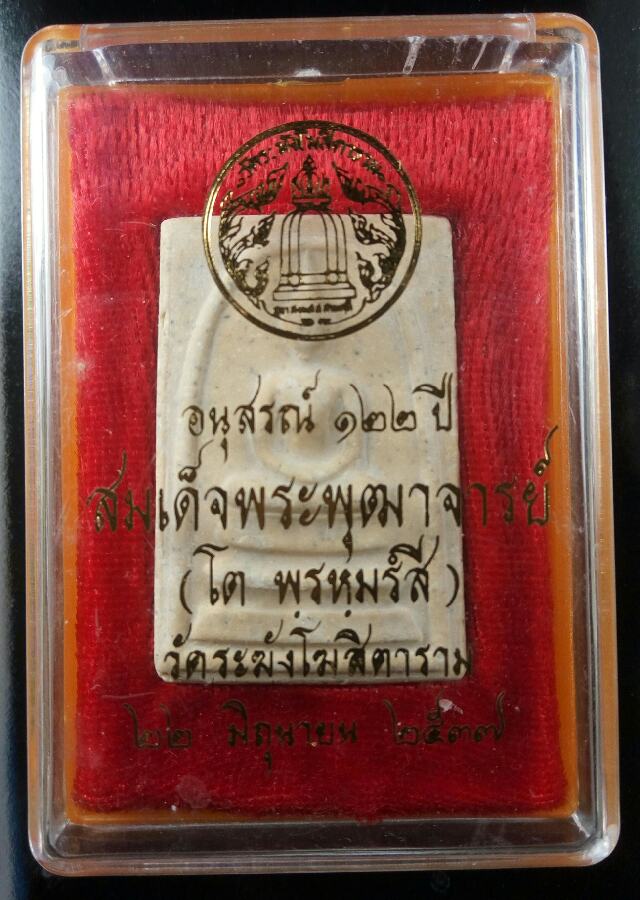 อนุสรณ์ ๑๒๒ ปี
สมเด็จพระพุฒาจารย์
(โต พฺรหฺมรํสี)
วัดระฆังโฆสิตาราม
๒๒ มิถุนายน ๒๕๓๗